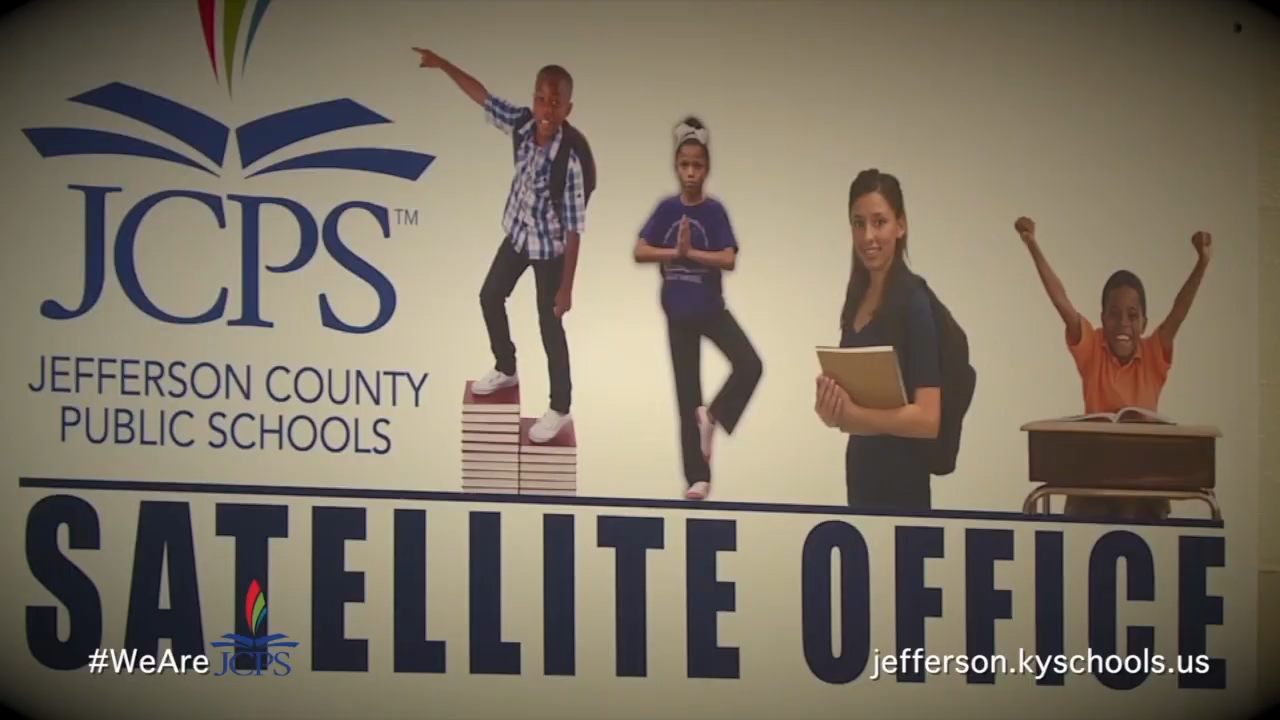 JCPS™
JEFFERSON COUNTY
PUBLIC SCHOOLS
SATELLITE OFFICE
#WeAre JCPS
jefferson.kyschools.us